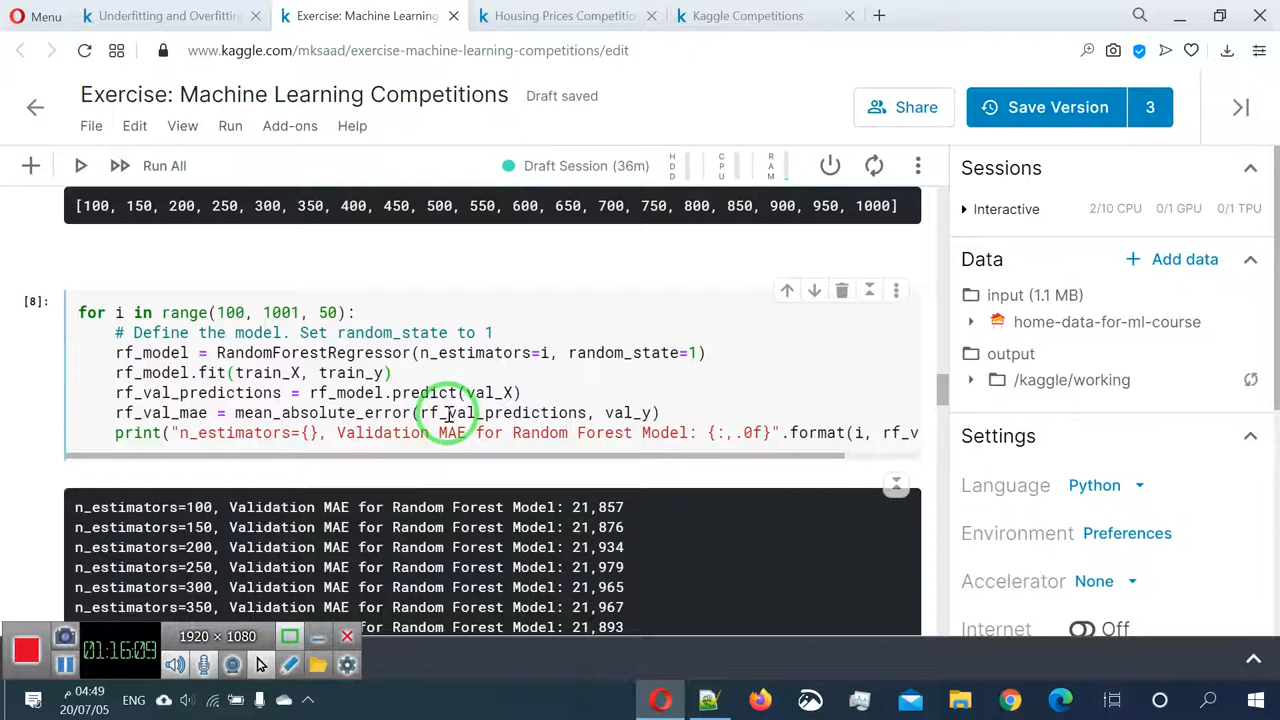 Menu
Underfitting and Overfittin
Exercise: Machine Learning
Housing Prices Competitio
Kaggle Competitions
www.kaggle.com/mksaad/exercise-machine-learning-competitions/edit
Exercise: Machine Learning Competitions
Draft saved
Share
Save Version
3
File Edit View Run Add-ons Help
Run All
Draft Session (36m)
HDD
CPU
RAM
Sessions
Interactive
2/10 CPU 0/1 GPU 0/1 TPU
Data
+ Add data
input (1.1 MB)
home-data-for-ml-course
output
/kaggle/working
Settings
Language Python
Environment Preferences
Accelerator None
Internet Off
[100, 150, 200, 250, 300, 350, 400, 450, 500, 550, 600, 650, 700, 750, 800, 850, 900, 950, 1000]
[8]:
for i in range(100, 1001, 50):
# Define the model. Set random_state to 1
rf_model = RandomForestRegressor(n_estimators=i, random_state=1)
rf_model.fit(train_X, train_y)
rf_val_predictions = rf_model.predict(val_X)
rf_val_mae = mean_absolute_error(rf_val_predictions, val_y)
print("n_estimators={}, Validation MAE for Random Forest Model: {:,.0f}".format(i, rf_v
n_estimators=100, Validation MAE for Random Forest Model: 21,857
n_estimators=150, Validation MAE for Random Forest Model: 21,876
n_estimators=200, Validation MAE for Random Forest Model: 21,934
n_estimators=250, Validation MAE for Random Forest Model: 21,979
n_estimators=300, Validation MAE for Random Forest Model: 21,965
n_estimators=350, Validation MAE for Random Forest Model: 21,967
Validation MAE for Random Forest Model: 21,893
1920 × 1080
01:16:09
04:49 م
20/07/05
ENG